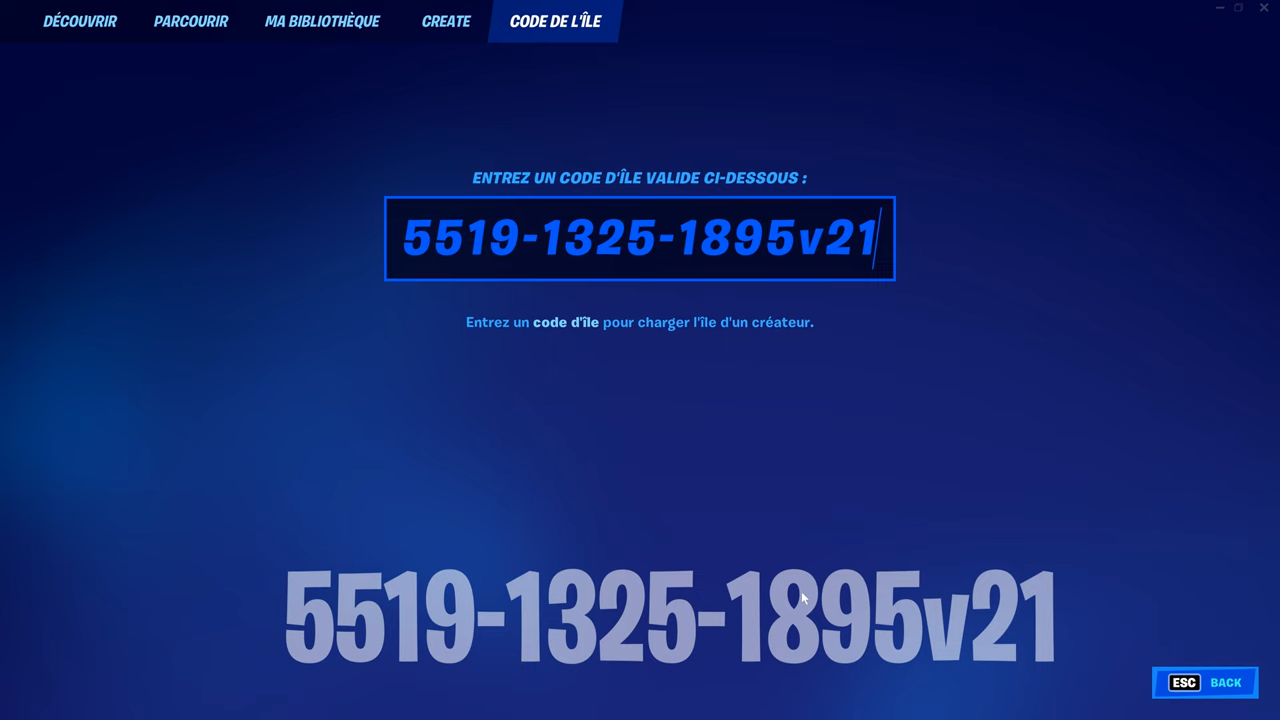 DÉCOUVRIR PARCOURIR MA BIBLIOTHÈQUE CREATE CODE DE L'ÎLE
ENTREZ UN CODE D'ÎLE VALIDE CI-DESSOUS :
5519-1325-1895v21
Entrez un code d'île pour charger l'île d'un créateur.
5519-1325-1895v21
ESC BACK